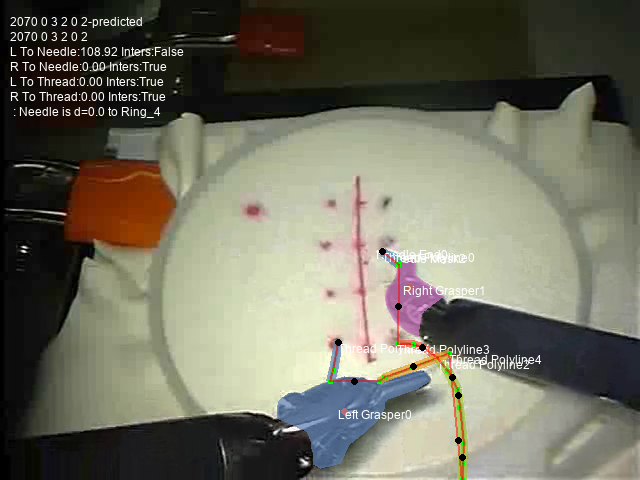 2070 0 3 2 0 2-predicted
2070 0 3 2 0 2
L To Needle:108.92 Inters:False
R To Needle:0.00 Inters:True
L To Thread:0.00 Inters:True
R To Thread:0.00 Inters:True
: Needle is d=0.0 to Ring_4
Right Grasper1
Thread Polyline4
Left Grasper0